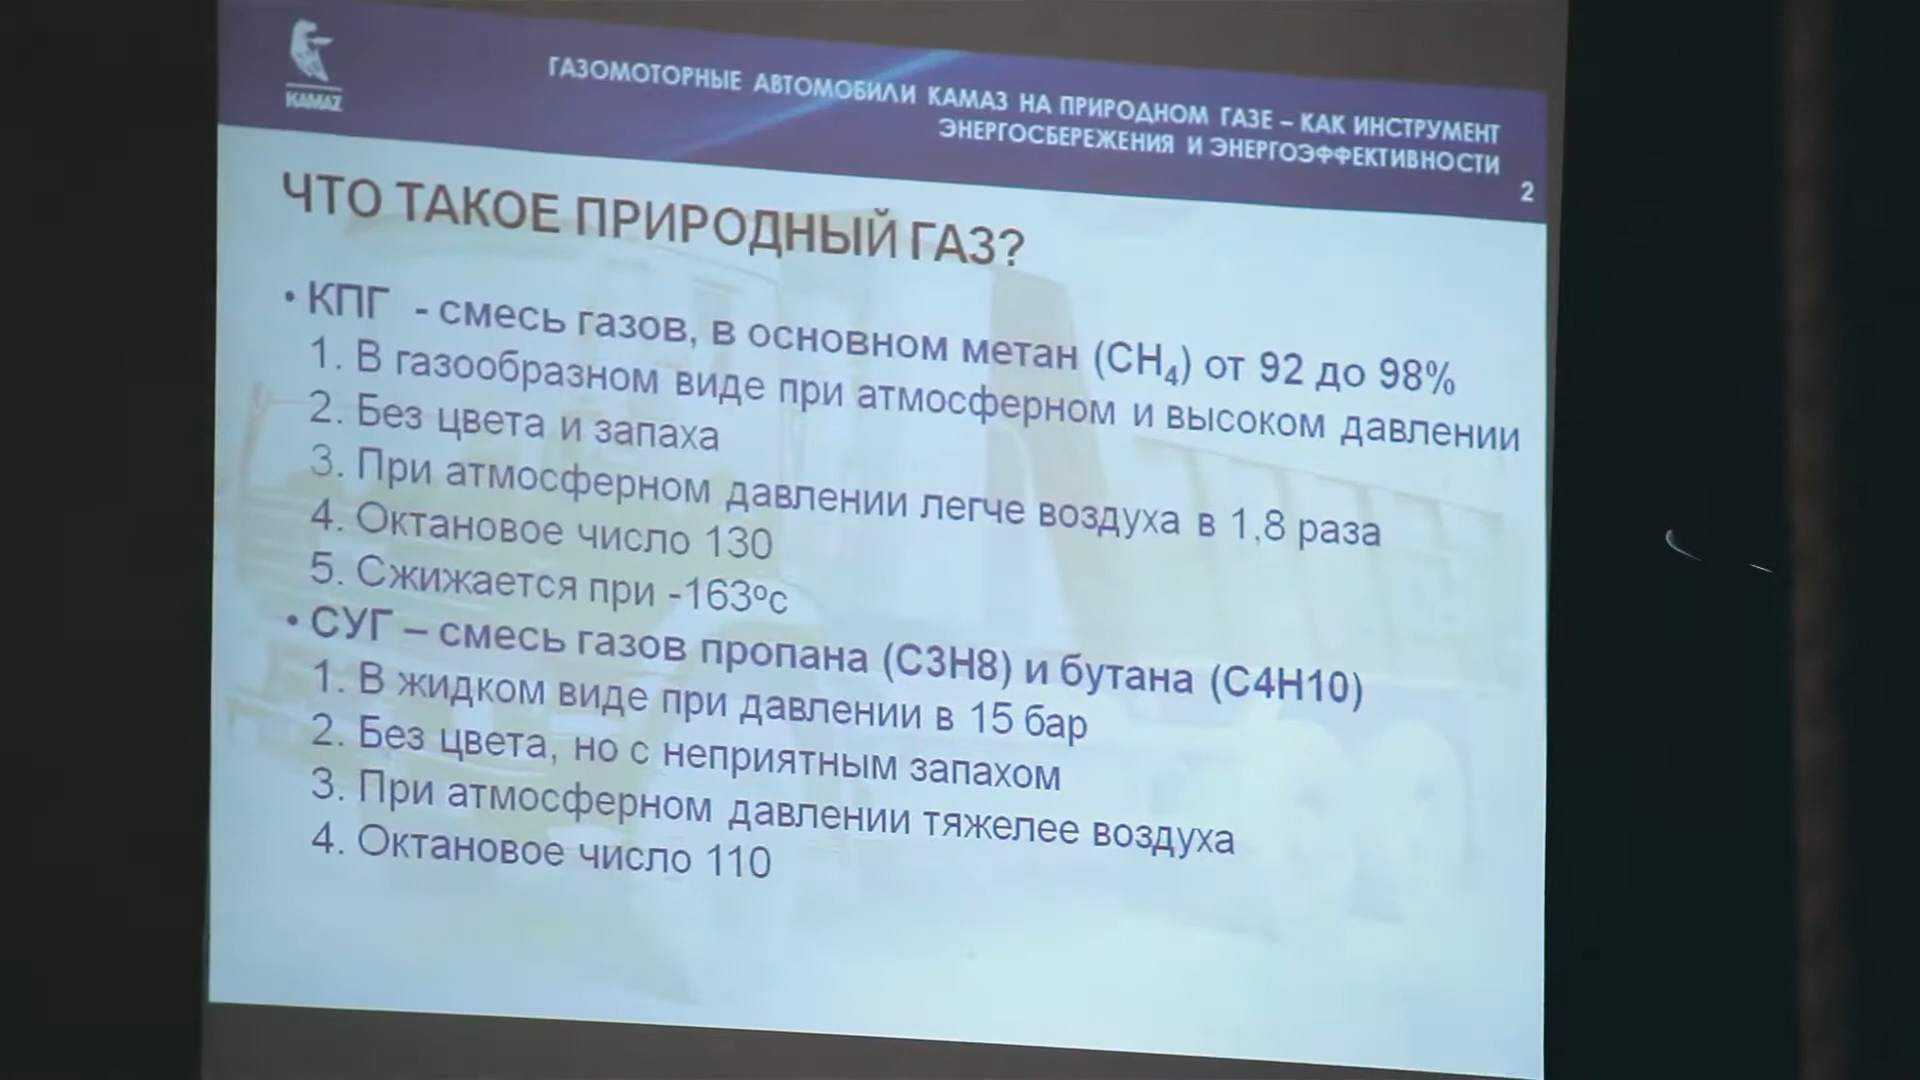 KAMAZ
ГАЗОМОТОРНЫЕ АВТОМОБИЛИ КАМАЗ НА ПРИРОДНОМ ГАЗЕ – КАК ИНСТРУМЕНТ
ЭНЕРГОСБЕРЕЖЕНИЯ И ЭНЕРГОЭФФЕКТИВНОСТИ
2
ЧТО ТАКОЕ ПРИРОДНЫЙ ГАЗ?
• КПГ - смесь газов, в основном метан (CH₄) от 92 до 98%
1. В газообразном виде при атмосферном и высоком давлении
2. Без цвета и запаха
3. При атмосферном давлении легче воздуха в 1,8 раза
4. Октановое число 130
5. Сжижается при -163ºс
• СУГ – смесь газов пропана (C3H8) и бутана (C4H10)
1. В жидком виде при давлении в 15 бар
2. Без цвета, но с неприятным запахом
3. При атмосферном давлении тяжелее воздуха
4. Октановое число 110